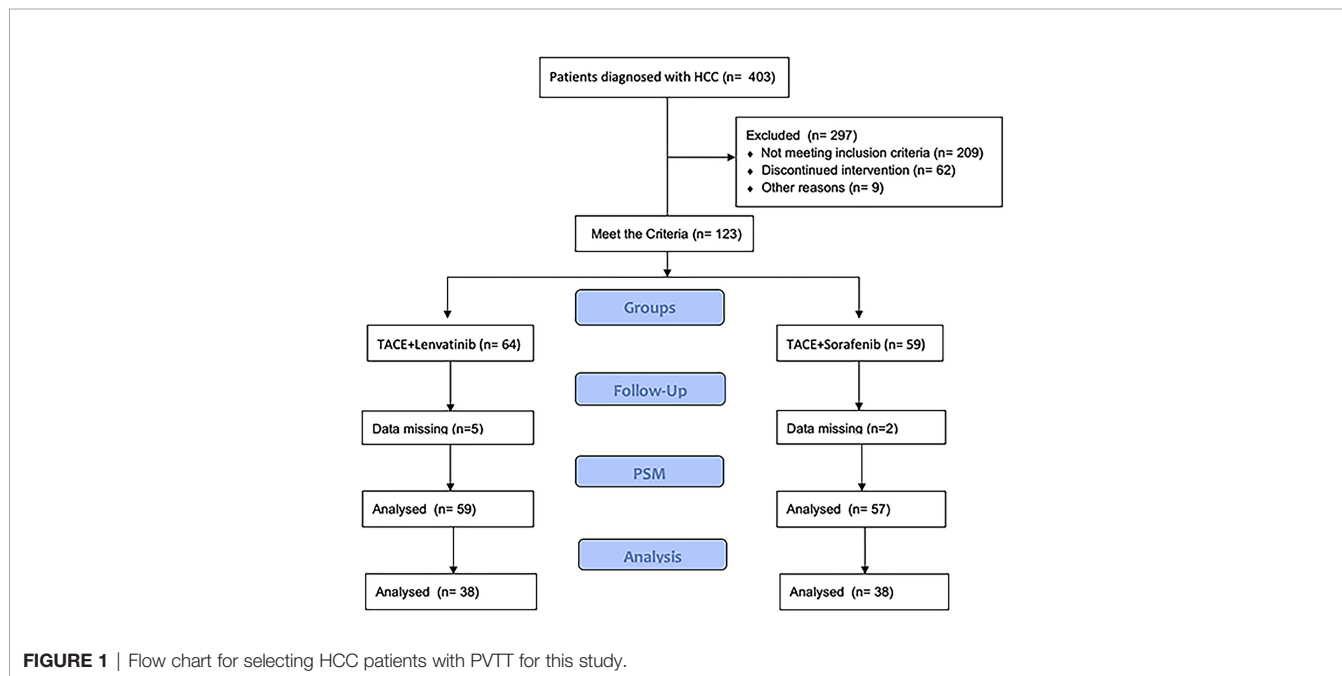 Patients diagnosed with HCC (n= 403)
Excluded (n= 297)
♦ Not meeting inclusion criteria (n= 209)
♦ Discontinued intervention (n= 62)
♦ Other reasons (n= 9)
Meet the Criteria (n= 123)
Groups
TACE+Lenvatinib (n= 64)
TACE+Sorafenib (n= 59)
Follow-Up
Data missing (n=5)
Data missing (n=2)
PSM
Analysed (n= 59)
Analysed (n= 57)
Analysis
Analysed (n= 38)
Analysed (n= 38)
FIGURE 1 | Flow chart for selecting HCC patients with PVTT for this study.